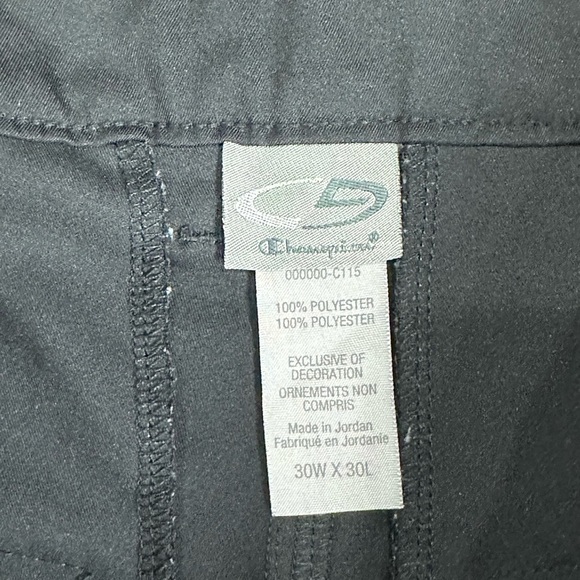 Champion®
000000-C115
100% POLYESTER
100% POLYESTER
EXCLUSIVE OF
DECORATION
ORNEMENTS NON
COMPRIS
Made in Jordan
Fabriqué en Jordanie
30W X 30L